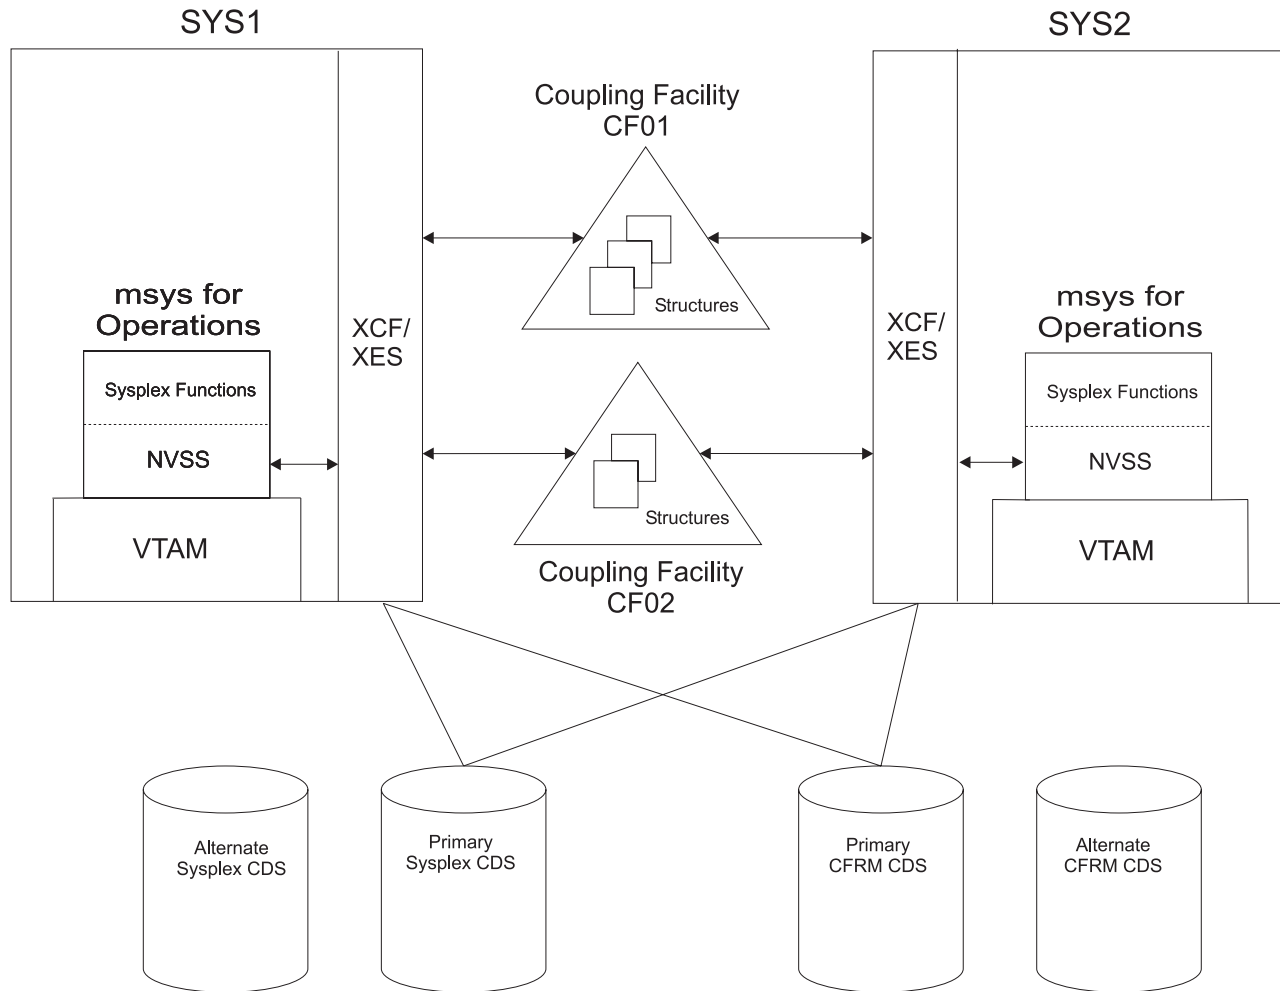 SYS1
SYS2
Coupling Facility
CF01
Structures
msys for
Operations
XCF/
XES
Sysplex Functions
NVSS
VTAM
XCF/
XES
msys for
Operations
Sysplex Functions
NVSS
VTAM
Structures
Coupling Facility
CF02
Alternate
Sysplex CDS
Primary
Sysplex CDS
Primary
CFRM CDS
Alternate
CFRM CDS